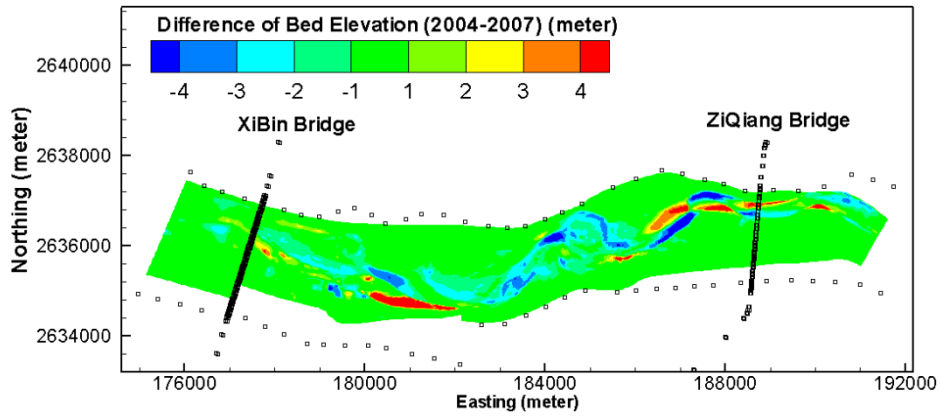 Difference of Bed Elevation (2004-2007) (meter)
-4 -3 -2 -1 1 2 3 4
XiBin Bridge
ZiQiang Bridge
Northing (meter)
2640000
2638000
2636000
2634000
176000 180000 184000 188000 192000
Easting (meter)